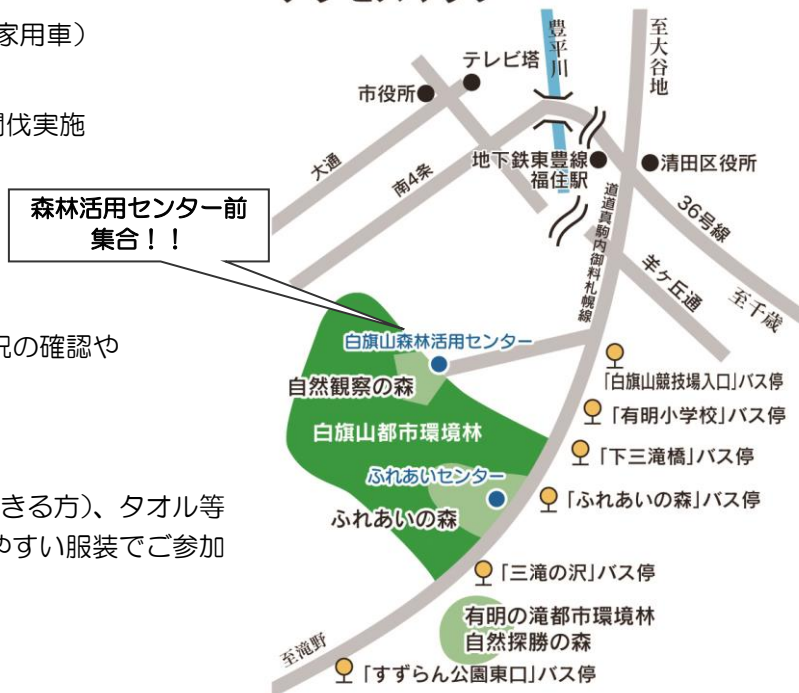 家用車）
伐実施
森林活用センター前
集合！！
況の確認や
きる方）、タオル等
やすい服装でご参加
豊平川
至大谷地
テレビ塔
市役所
大通
南4条
地下鉄東豊線
福住駅
清田区役所
36号線
道道真駒内御料札幌線
羊ヶ丘通
至千歳
白旗山森林活用センター
自然観察の森
白旗山都市環境林
ふれあいセンター
ふれあいの森
「白旗山競技場入口」バス停
「有明小学校」バス停
「下三滝橋」バス停
「ふれあいの森」バス停
「三滝の沢」バス停
有明の滝都市環境林
自然探勝の森
至滝野
「すずらん公園東口」バス停